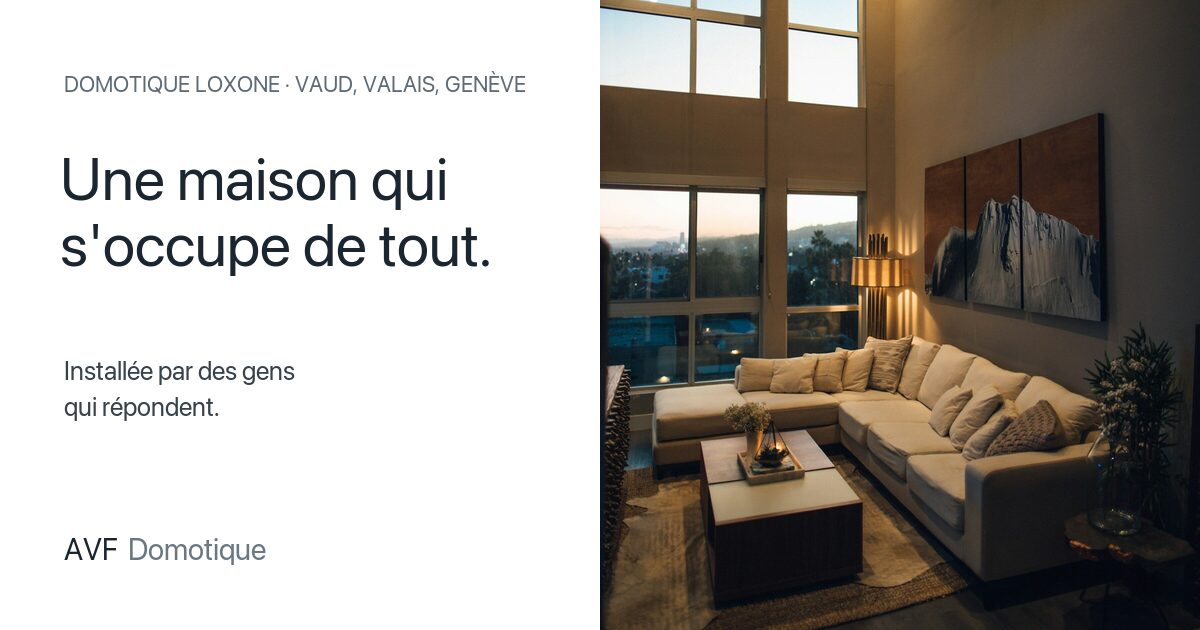 DOMOTIQUE LOXONE · VAUD, VALAIS, GENÈVE
Une maison qui
s'occupe de tout.
Installée par des gens
qui répondent.
AVF Domotique